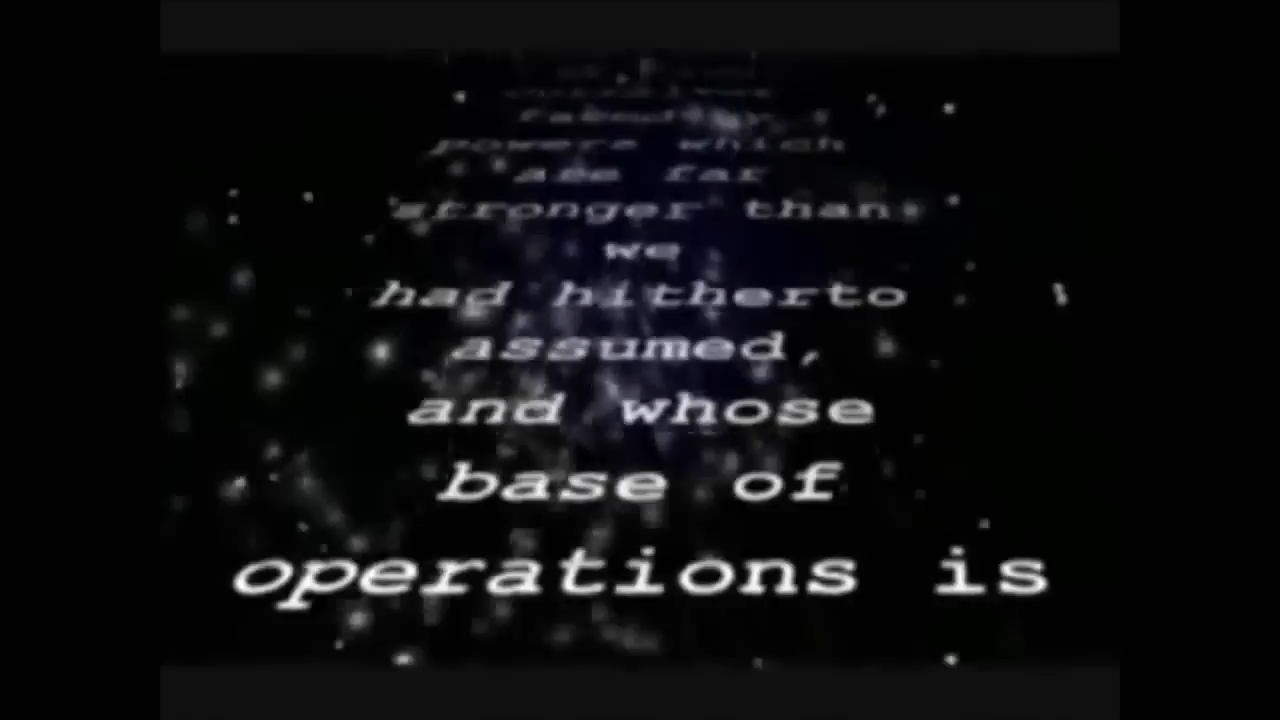 powers which
are far
stronger than
we
had hitherto
assumed,
and whose
base of
operations is